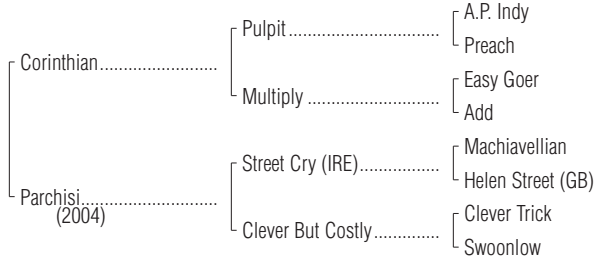 A.P. Indy
Pulpit..................................
Preach
Corinthian..........................
Easy Goer
Multiply ..............................
Add
Machiavellian
Street Cry (IRE)..................
Helen Street (GB)
Parchisi..............................
(2004)
Clever Trick
Clever But Costly...............
Swoonlow